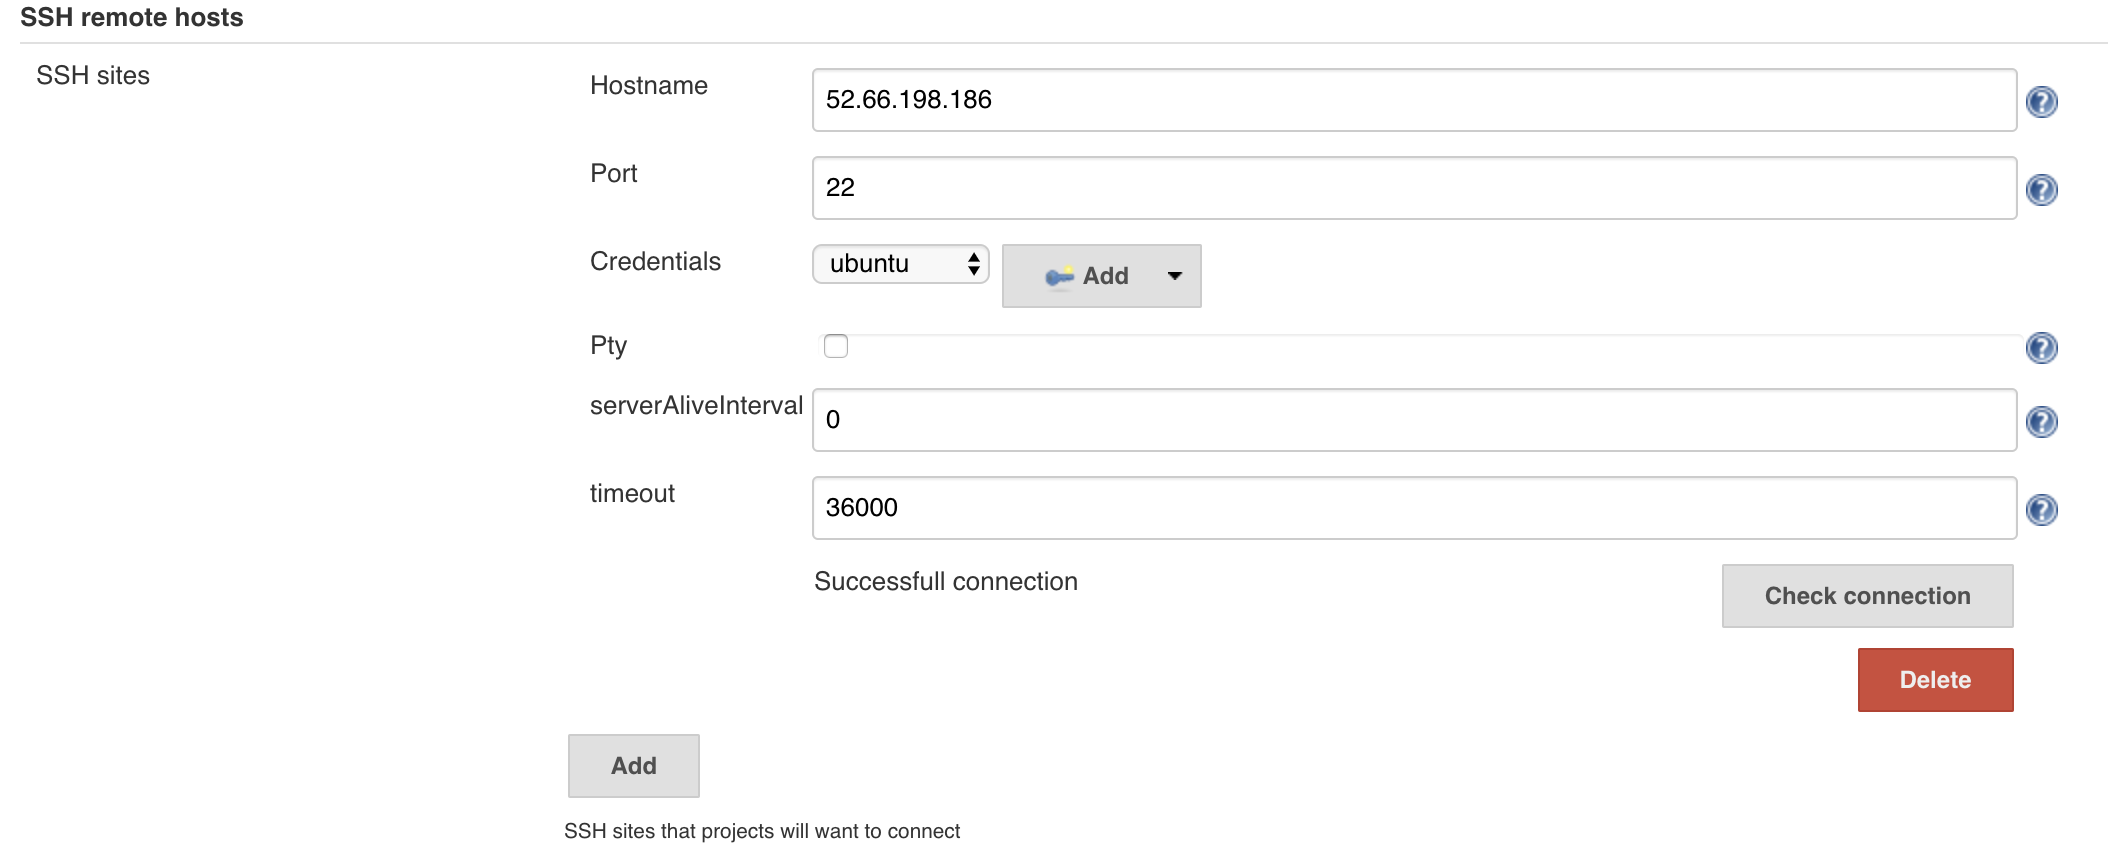 SSH remote hosts
SSH sites
Hostname
52.66.198.186
Port
22
Credentials
ubuntu
Add
Pty
serverAliveInterval
0
timeout
36000
Successfull connection
Check connection
Delete
Add
SSH sites that projects will want to connect